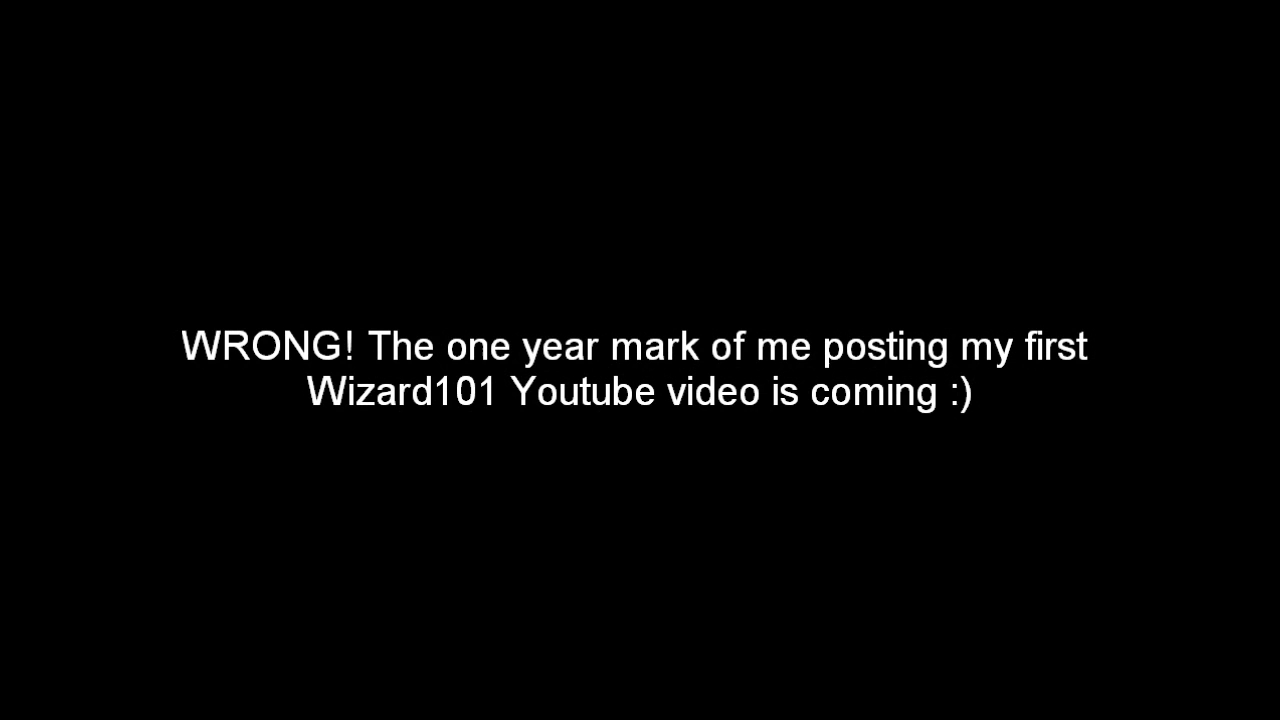 WRONG! The one year mark of me posting my first
Wizard101 Youtube video is coming :)